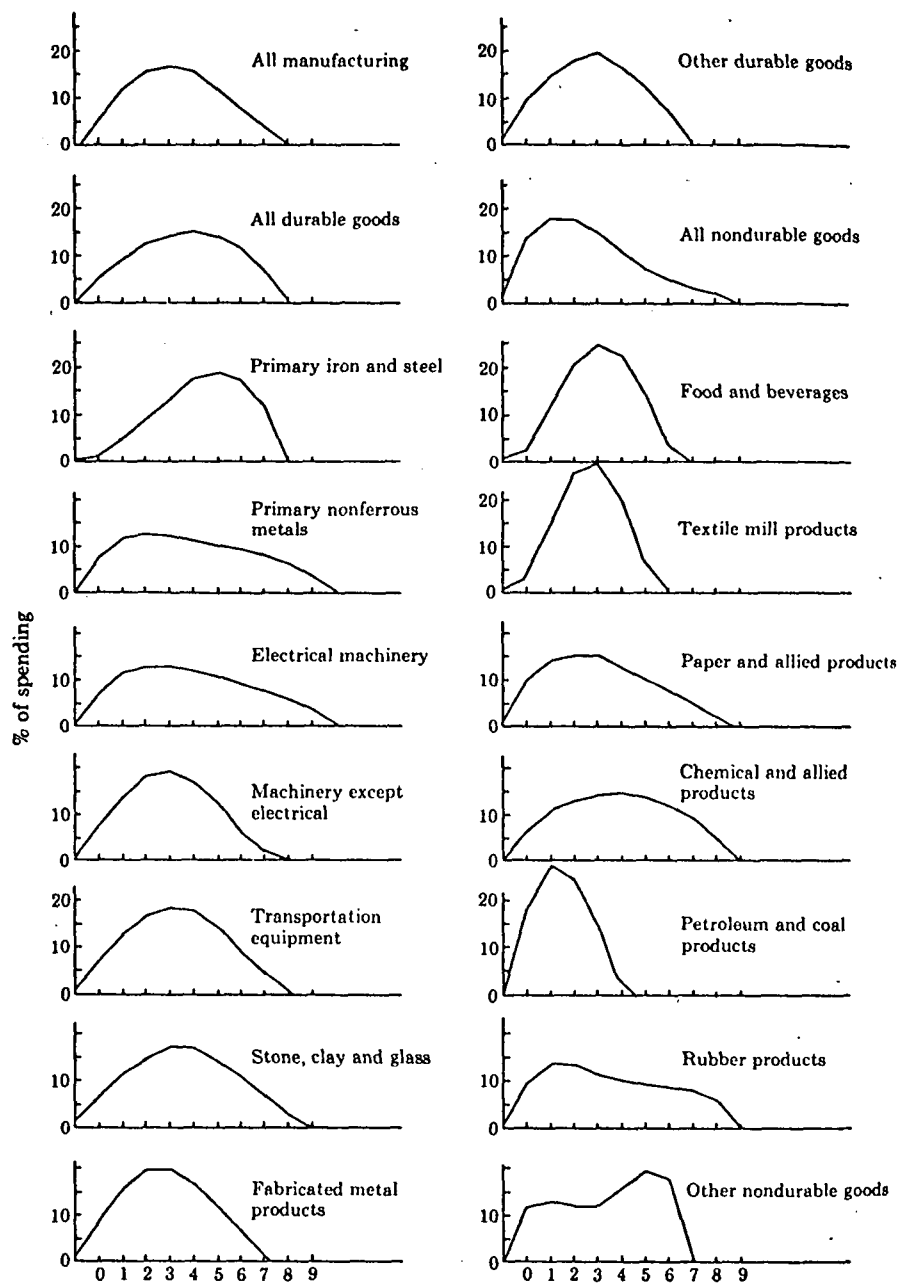 % of spending
20
10
0
All manufacturing
20
10
0
All durable goods
20
10
0
Primary iron and steel
10
0
Primary nonferrous
metals
10
0
Electrical machinery
10
0
Machinery except
electrical
20
10
0
Transportation
equipment
10
0
Stone, clay and glass
10
0
Fabricated metal
products
0 1 2 3 4 5 6 7 8 9
20
10
0
Other durable goods
20
10
0
All nondurable goods
20
10
0
Food and beverages
20
10
0
Textile mill products
10
0
Paper and allied products
10
0
Chemical and allied
products
20
10
0
Petroleum and coal
products
10
0
Rubber products
10
0
Other nondurable goods
0 1 2 3 4 5 6 7 8 9